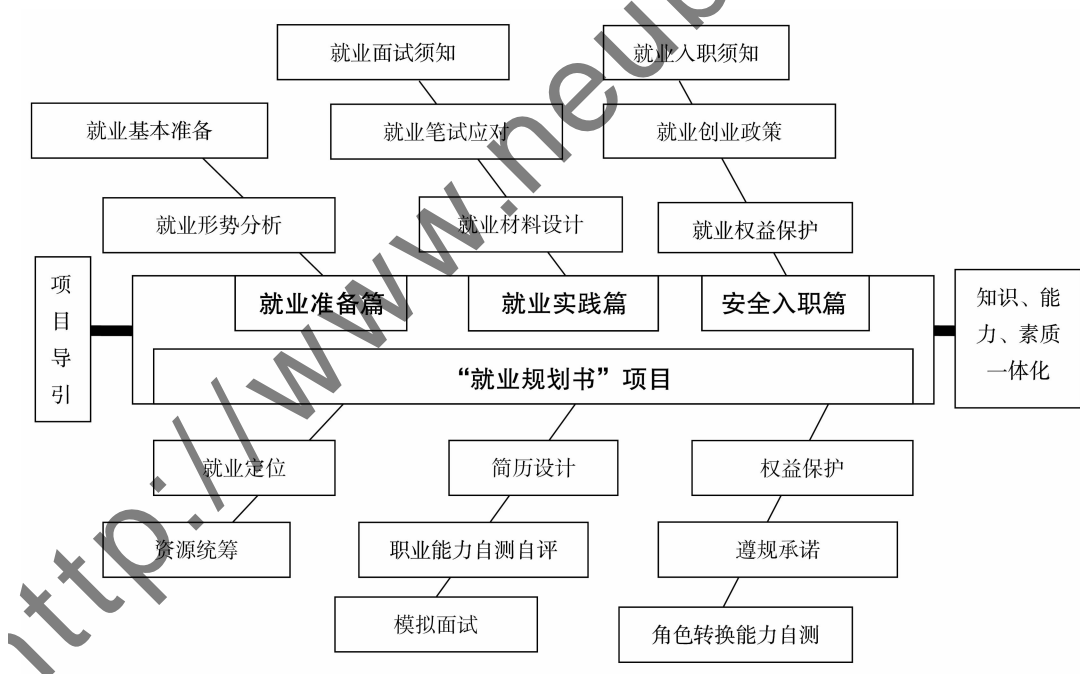 就业面试须知
就业入职须知
就业基本准备
就业笔试应对
就业创业政策
就业形势分析
就业材料设计
就业权益保护
项
目
导
引
就业准备篇
就业实践篇
安全入职篇
知识、能
力、素质
一体化
“就业规划书”项目
就业定位
简历设计
权益保护
资源统筹
职业能力自测自评
遵规承诺
模拟面试
角色转换能力自测
http://www.neup